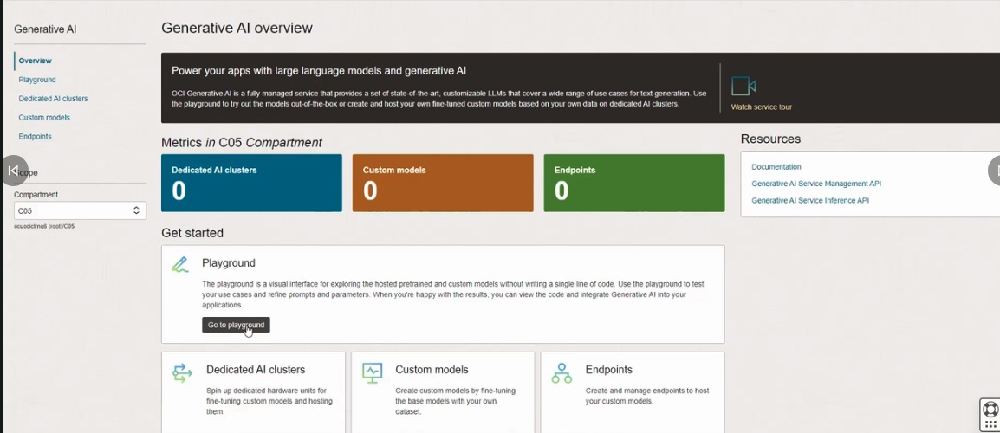 Generative AI
Overview
Playground
Dedicated AI clusters
Custom models
Endpoints
Compartment
C05
(root)/C05
Generative AI overview
Power your apps with large language models and generative AI
OCI Generative AI is a fully managed service that provides a set of state-of-the-art, customizable LLMs that cover a wide range of use cases for text generation. Use
the playground to try out the models out-of-the-box or create and host your own fine-tuned custom models based on your own data on dedicated AI clusters.
Watch service tour
Metrics in C05 Compartment
Dedicated AI clusters
0
Custom models
0
Endpoints
0
Resources
Documentation
Generative AI Service Management API
Generative AI Service Inference API
Get started
Playground
The playground is a visual interface for exploring the hosted pretrained and custom models without writing a single line of code. Use the playground to test
your use cases and refine prompts and parameters. When you're happy with the results, you can view the code and integrate Generative AI into your
applications.
Go to playground
Dedicated AI clusters
Spin up dedicated hardware units for
fine-tuning custom models and hosting
them.
Custom models
Create custom models by fine-tuning
the base models with your own
dataset.
Endpoints
Create and manage endpoints to host
your custom models.